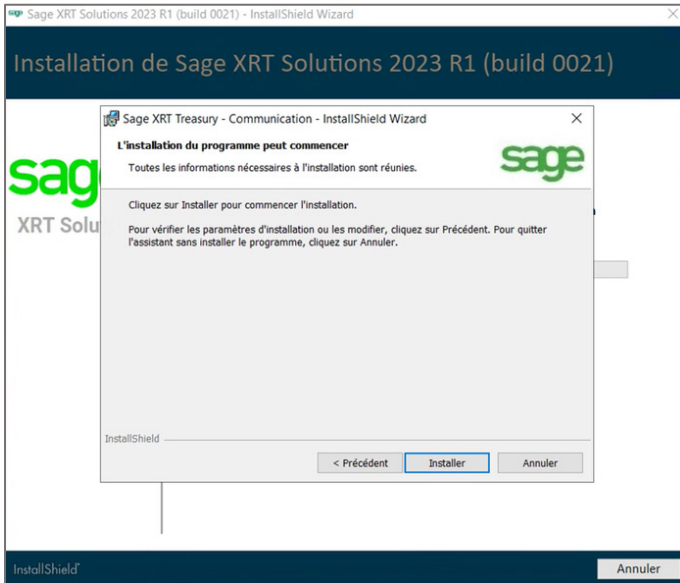 Sage XRT Solutions 2023 R1 (build 0021) - InstallShield Wizard
Installation de Sage XRT Solutions 2023 R1 (build 0021)
Sage XRT Treasury - Communication - InstallShield Wizard
L'installation du programme peut commencer
Toutes les informations nécessaires à l'installation sont réunies.
sage
sag
XRT Solu
Cliquez sur Installer pour commencer l'installation.
Pour vérifier les paramètres d'installation ou les modifier, cliquez sur Précédent. Pour quitter
l'assistant sans installer le programme, cliquez sur Annuler.
InstallShield
< Précédent
Installer
Annuler
InstallShield
Annuler